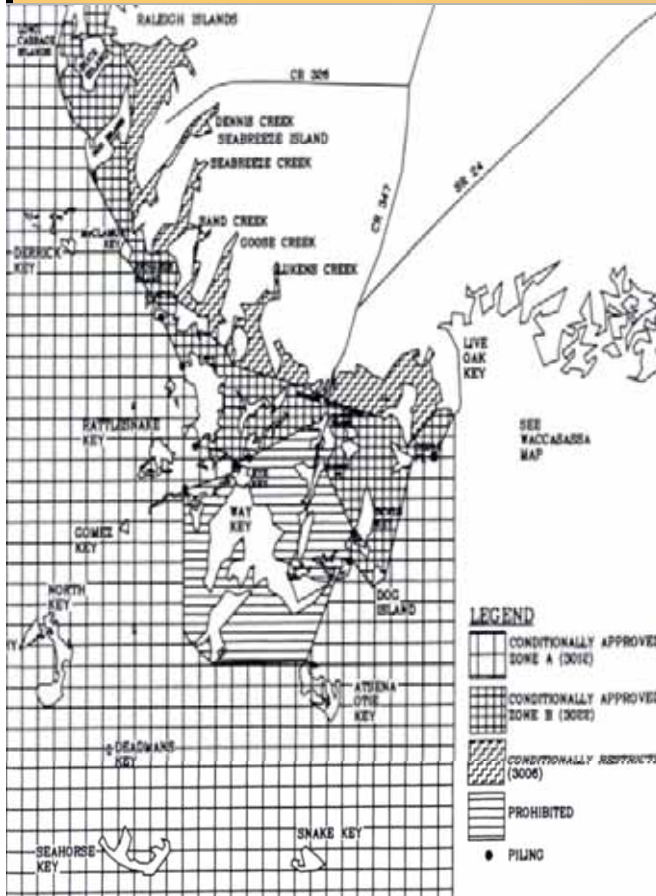 RALEIGH ISLANDS
CR 326
DENNIS CREEK
SEABREEZE ISLAND
SEABREEZE CREEK
SAND CREEK
GOOSE CREEK
LUKENS CREEK
CR 347
SR 24
DERRICK
KEY
LIVE
OAK
KEY
RATTLESNAKE
KEY
SEE
WACCASASSA
MAP
WAY
KEY
GOMEZ
KEY
NORTH
KEY
DOG
ISLAND
ATSENA
OTIE
KEY
DEADMANS
KEY
SEAHORSE
KEY
SNAKE KEY
LEGEND
CONDITIONALLY APPROVED
ZONE A (3012)
CONDITIONALLY APPROVED
ZONE B (3022)
CONDITIONALLY RESTRICT
(3006)
PROHIBITED
PILING